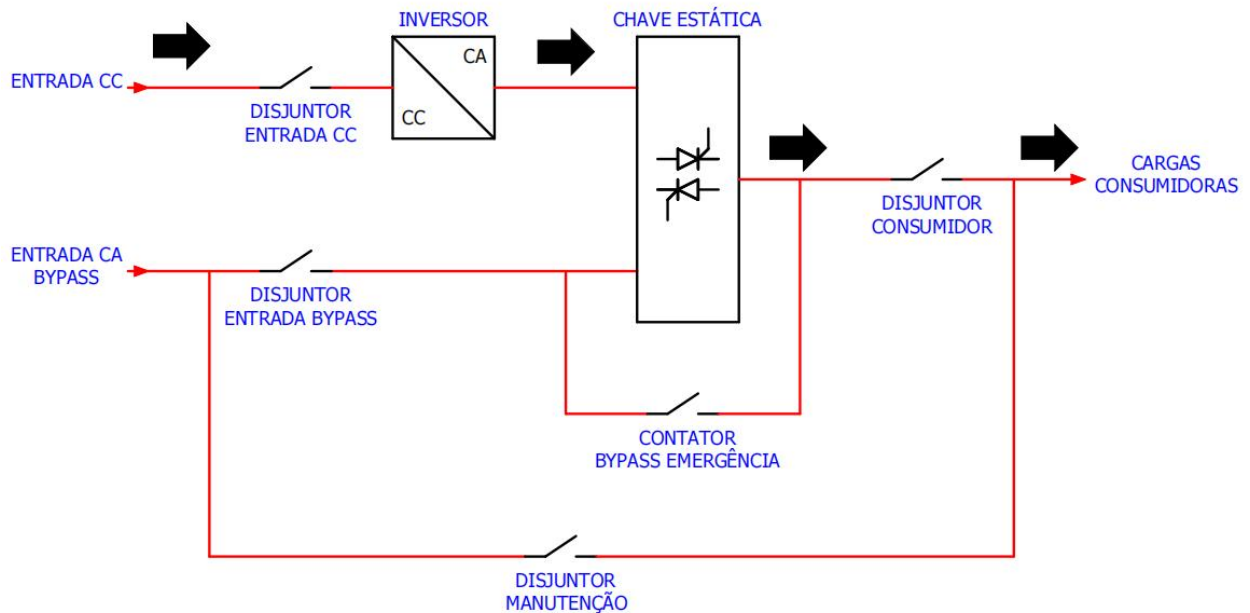 INVERSOR
CHAVE ESTÁTICA
CA
CC
ENTRADA CC
DISJUNTOR
ENTRADA CC
CARGAS
CONSUMIDORAS
DISJUNTOR
CONSUMIDOR
ENTRADA CA
BYPASS
DISJUNTOR
ENTRADA BYPASS
CONTATOR
BYPASS EMERGÊNCIA
DISJUNTOR
MANUTENÇÃO